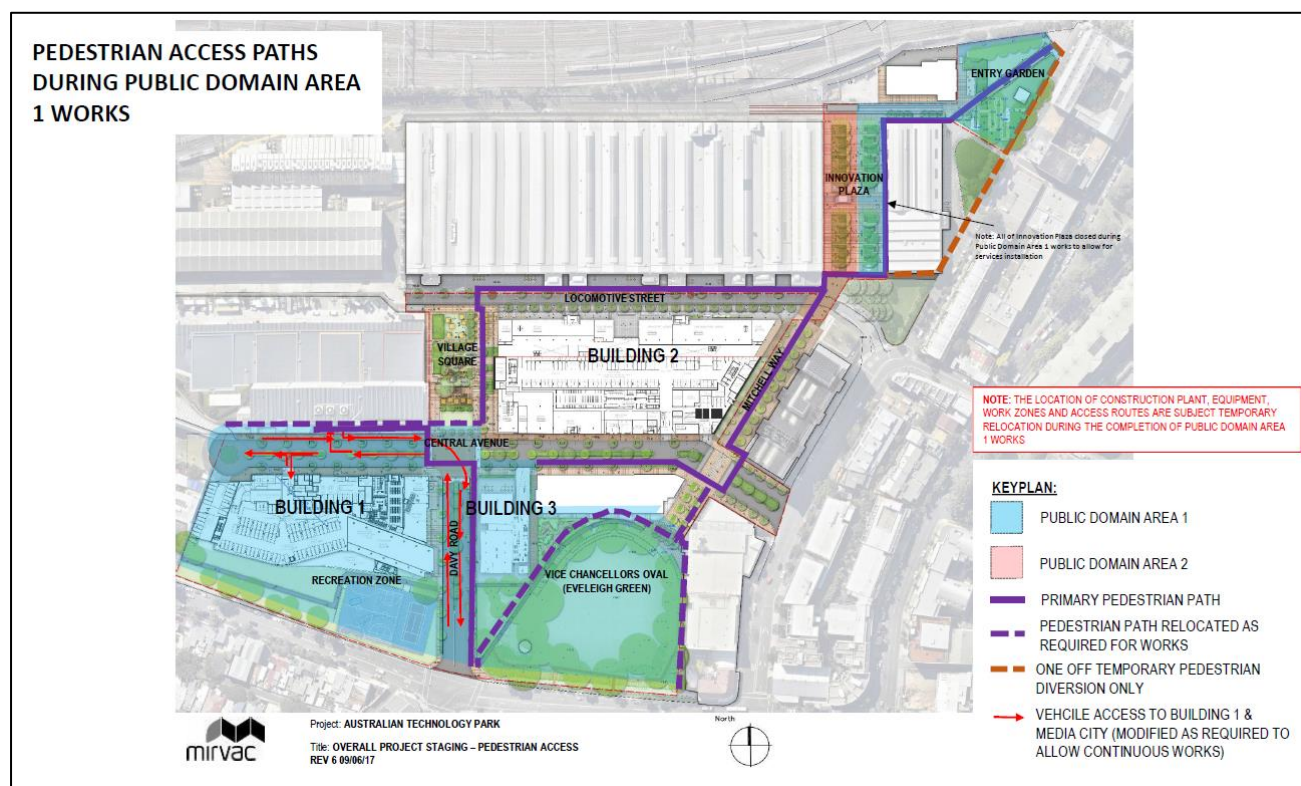 PEDESTRIAN ACCESS PATHS
DURING PUBLIC DOMAIN AREA
1 WORKS
ENTRY GARDEN
INNOVATION
PLAZA
Note: All of Innovation Plaza closed during
Public Domain Area 1 works to allow for
services installation
LOCOMOTIVE STREET
VILLAGE
SQUARE
BUILDING 2
MITCHELL WAY
NOTE: THE LOCATION OF CONSTRUCTION PLANT, EQUIPMENT,
WORK ZONES AND ACCESS ROUTES ARE SUBJECT TEMPORARY
RELOCATION DURING THE COMPLETION OF PUBLIC DOMAIN AREA
1 WORKS
CENTRAL AVENUE
BUILDING 1
BUILDING 3
DAVY ROAD
RECREATION ZONE
VICE CHANCELLORS OVAL
(EVELEIGH GREEN)
KEYPLAN:
PUBLIC DOMAIN AREA 1
PUBLIC DOMAIN AREA 2
PRIMARY PEDESTRIAN PATH
PEDESTRIAN PATH RELOCATED AS
REQUIRED FOR WORKS
ONE OFF TEMPORARY PEDESTRIAN
DIVERSION ONLY
VEHCILE ACCESS TO BUILDING 1 &
MEDIA CITY (MODIFIED AS REQUIRED TO
ALLOW CONTINUOUS WORKS)
mirvac
Project: AUSTRALIAN TECHNOLOGY PARK
Title: OVERALL PROJECT STAGING – PEDESTRIAN ACCESS
REV 6 09/06/17
North